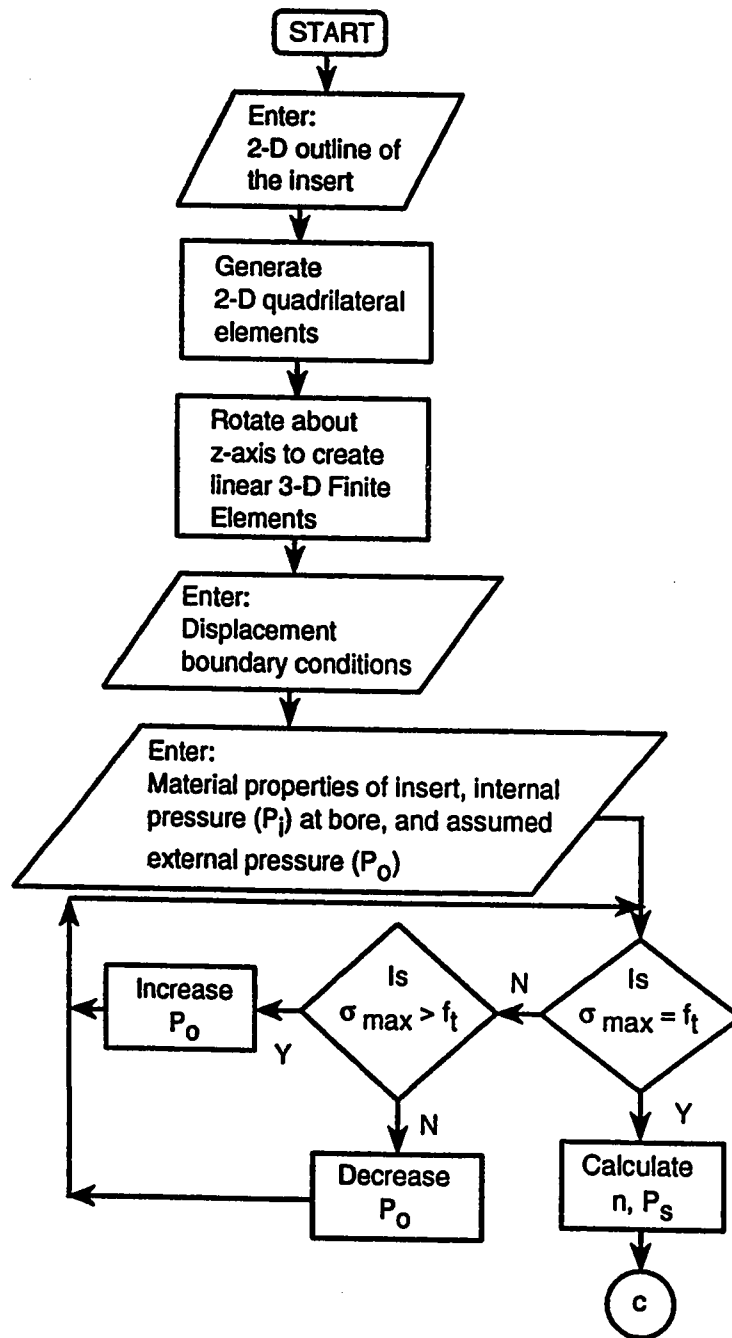 START
Enter:
2-D outline of
the insert
Generate
2-D quadrilateral
elements
Rotate about
z-axis to create
linear 3-D Finite
Elements
Enter:
Displacement
boundary conditions
Enter:
Material properties of insert, internal
pressure (Pi) at bore, and assumed
external pressure (Po)
Is
σ max = ft
N
Is
σ max > ft
Y
Increase
Po
N
Decrease
Po
Y
Calculate
n, Ps
c